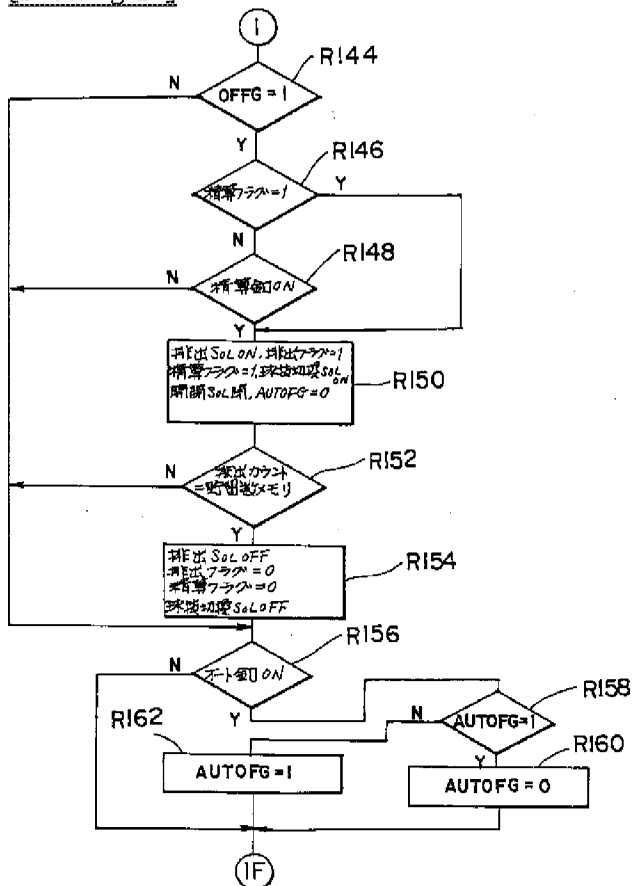 1
R144
N
OFFG=1
Y
R146
積算フラグ=1
Y
N
R148
N
精算釦ON
Y
排出SOL ON, 排出フラグ=1
積算フラグ=1, 球抜切換SOL ON
開閉SOL閉, AUTOFG=0
R150
N
排出カウント
=貯留数メモリ
R152
Y
排出SOL OFF
排出フラグ=0
積算フラグ=0
球抜切換SOL OFF
R154
R156
N
オート釦ON
Y
R158
N
AUTOFG=1
R162
Y
R160
AUTOFG=1
AUTOFG=0
1F